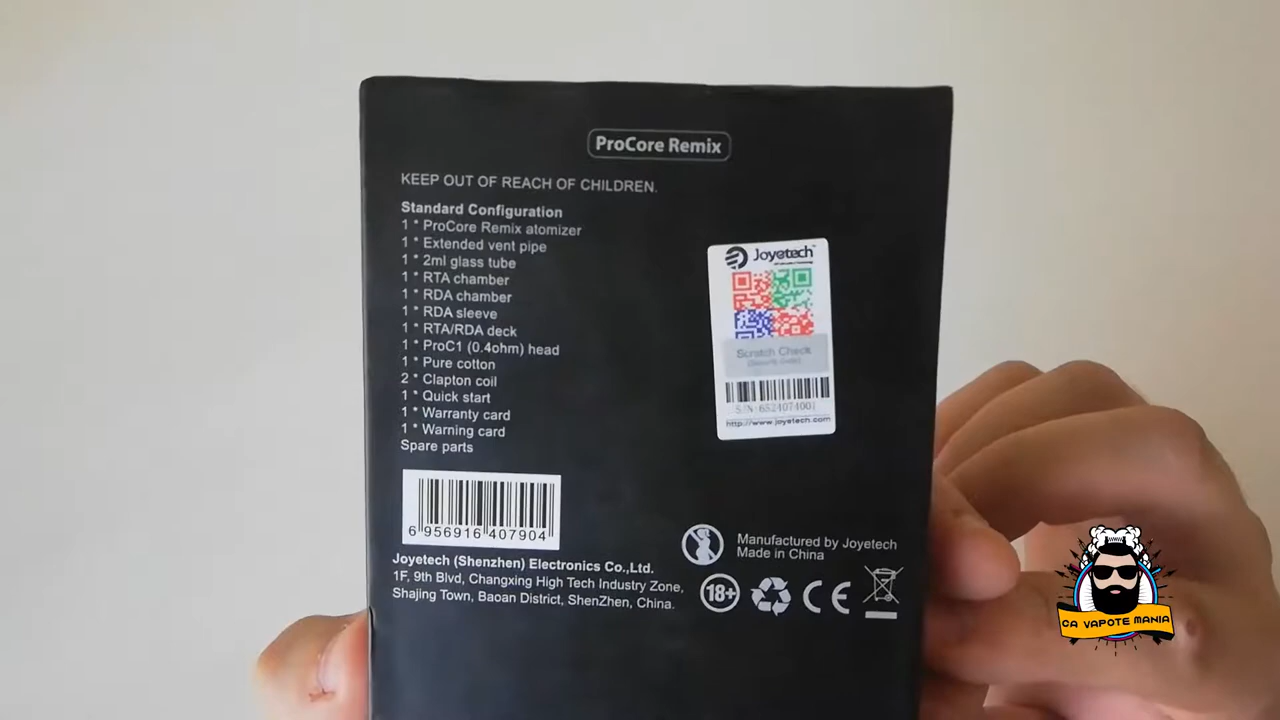 ProCore Remix
KEEP OUT OF REACH OF CHILDREN.
Standard Configuration
1 * ProCore Remix atomizer
1 * Extended vent pipe
1 * 2ml glass tube
1 * RTA chamber
1 * RDA chamber
1 * RDA sleeve
1 * RTA/RDA deck
1 * ProC1 (0.4ohm) head
1 * Pure cotton
2 * Clapton coil
1 * Quick start
1 * Warranty card
1 * Warning card
Spare parts
Joyetech
Scratch Check
S/N:6524074001
http://www.joyetech.com
6 956916 407904
Joyetech (Shenzhen) Electronics Co.,Ltd.
1F, 9th Blvd, Changxing High Tech Industry Zone,
Shajing Town, Baoan District, ShenZhen, China.
Manufactured by Joyetech
Made in China
18+
CE
CA VAPOTE MANIA